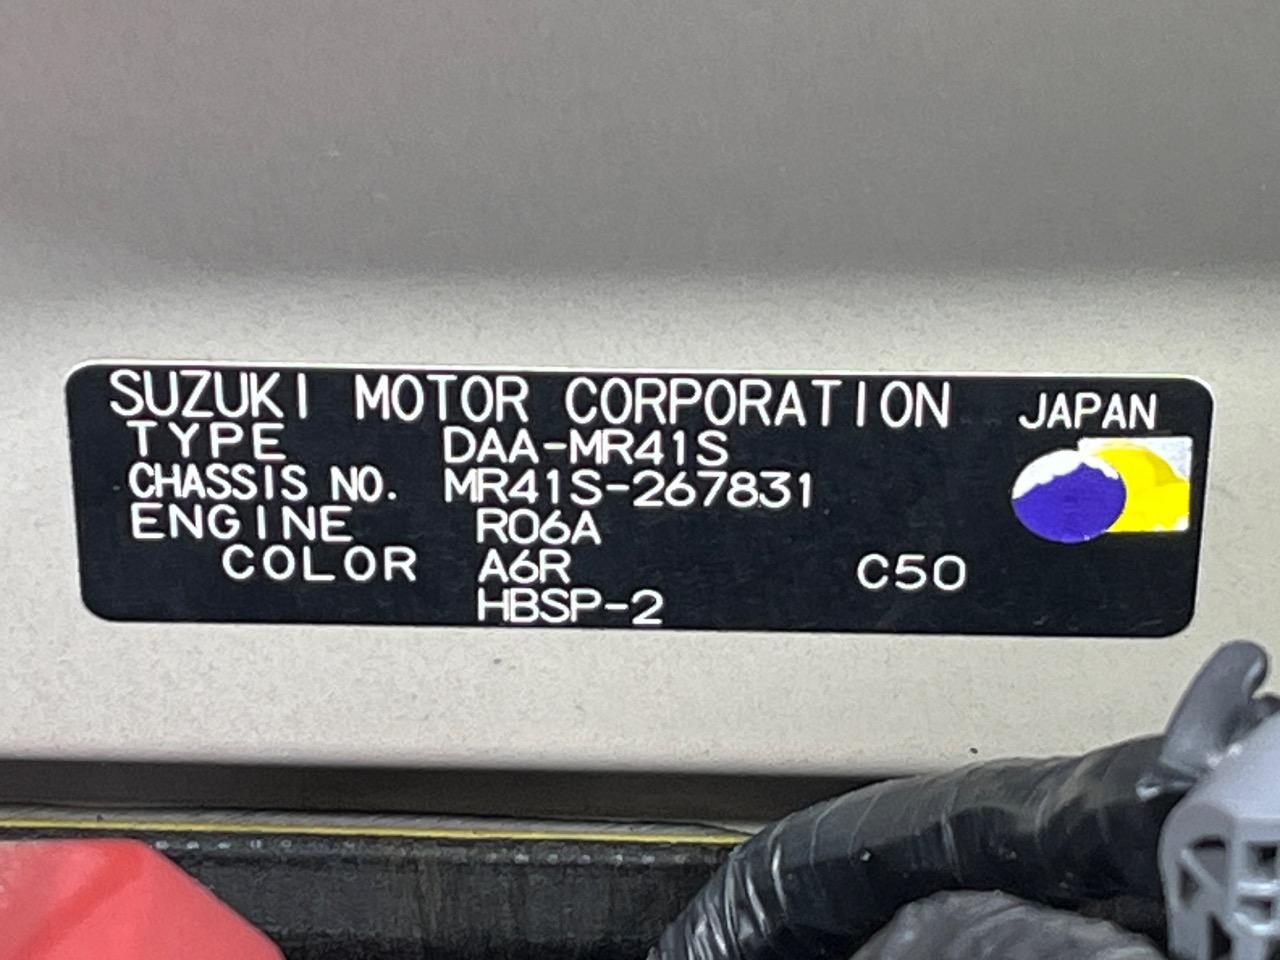 SUZUKI MOTOR CORPORATION JAPAN
TYPE DAA-MR41S
CHASSIS NO. MR41S-267831
ENGINE R06A
COLOR A6R C50
HBSP-2